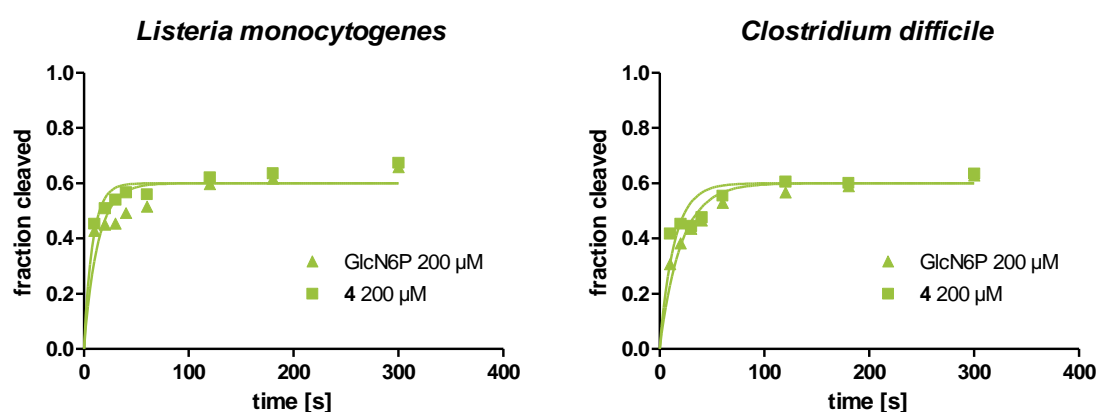 Listeria monocytogenes
fraction cleaved
1.0
0.8
0.6
0.4
0.2
0.0
GlcN6P 200 µM
4 200 µM
0 100 200 300 400
time [s]
Clostridium difficile
fraction cleaved
1.0
0.8
0.6
0.4
0.2
0.0
GlcN6P 200 µM
4 200 µM
0 100 200 300 400
time [s]